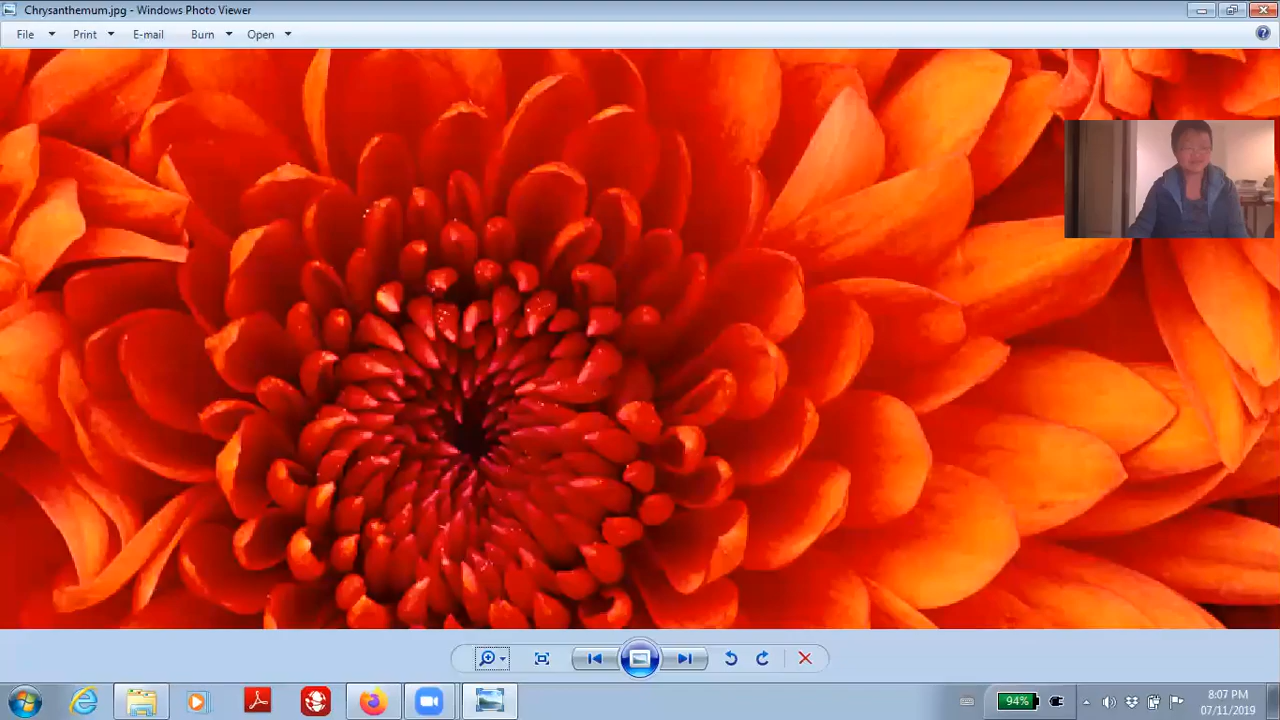 Chrysanthemum.jpg - Windows Photo Viewer
File Print E-mail Burn Open
94%
8:07 PM
07/11/2019